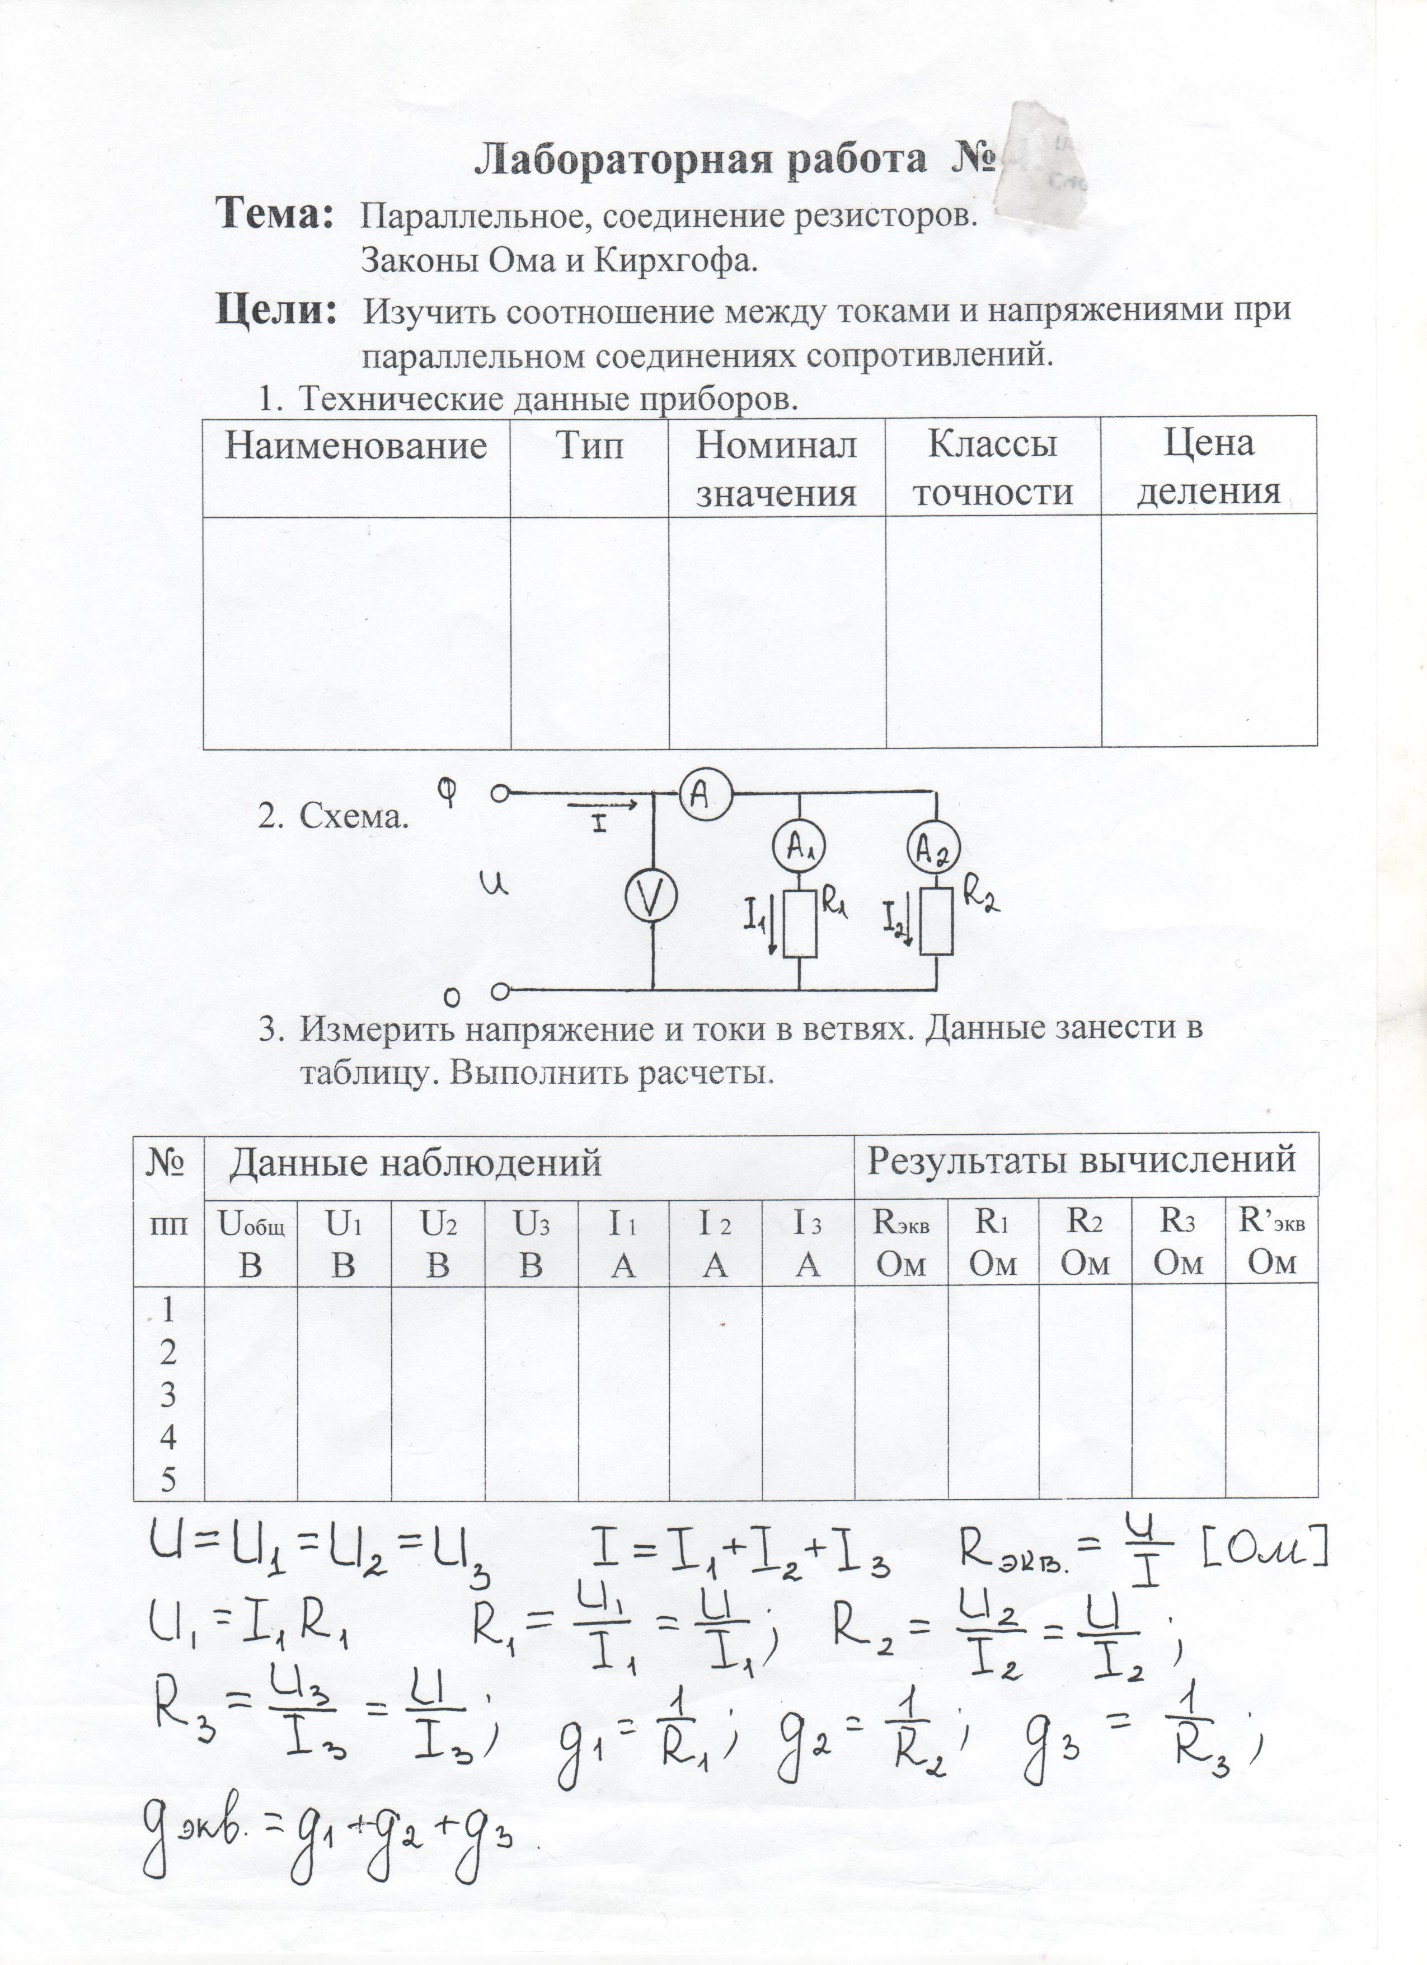 Лабораторная работа №
Тема: Параллельное, соединение резисторов.
Законы Ома и Кирхгофа.
Цели: Изучить соотношение между токами и напряжениями при
параллельном соединениях сопротивлений.
1. Технические данные приборов.
Наименование Тип Номинал значения Классы точности Цена деления
2. Схема.
Ф
I
A
A1
A2
U
V
I1
R1
I2
R2
0
3. Измерить напряжение и токи в ветвях. Данные занести в
таблицу. Выполнить расчеты.
№ Данные наблюдений Результаты вычислений
пп Uобщ U1 U2 U3 I 1 I 2 I 3 Rэкв R1 R2 R3 R’экв
В В В В А А А Ом Ом Ом Ом Ом
1
2
3
4
5
U = U1 = U2 = U3 I = I1 + I2 + I3 Rэкв. = U/I [Ом]
U1 = I1 R1 R1 = U1/I1 = U/I1; R2 = U2/I2 = U/I2;
R3 = U3/I3 = U/I3; g1 = 1/R1; g2 = 1/R2; g3 = 1/R3;
gэкв. = g1 + g2 + g3.